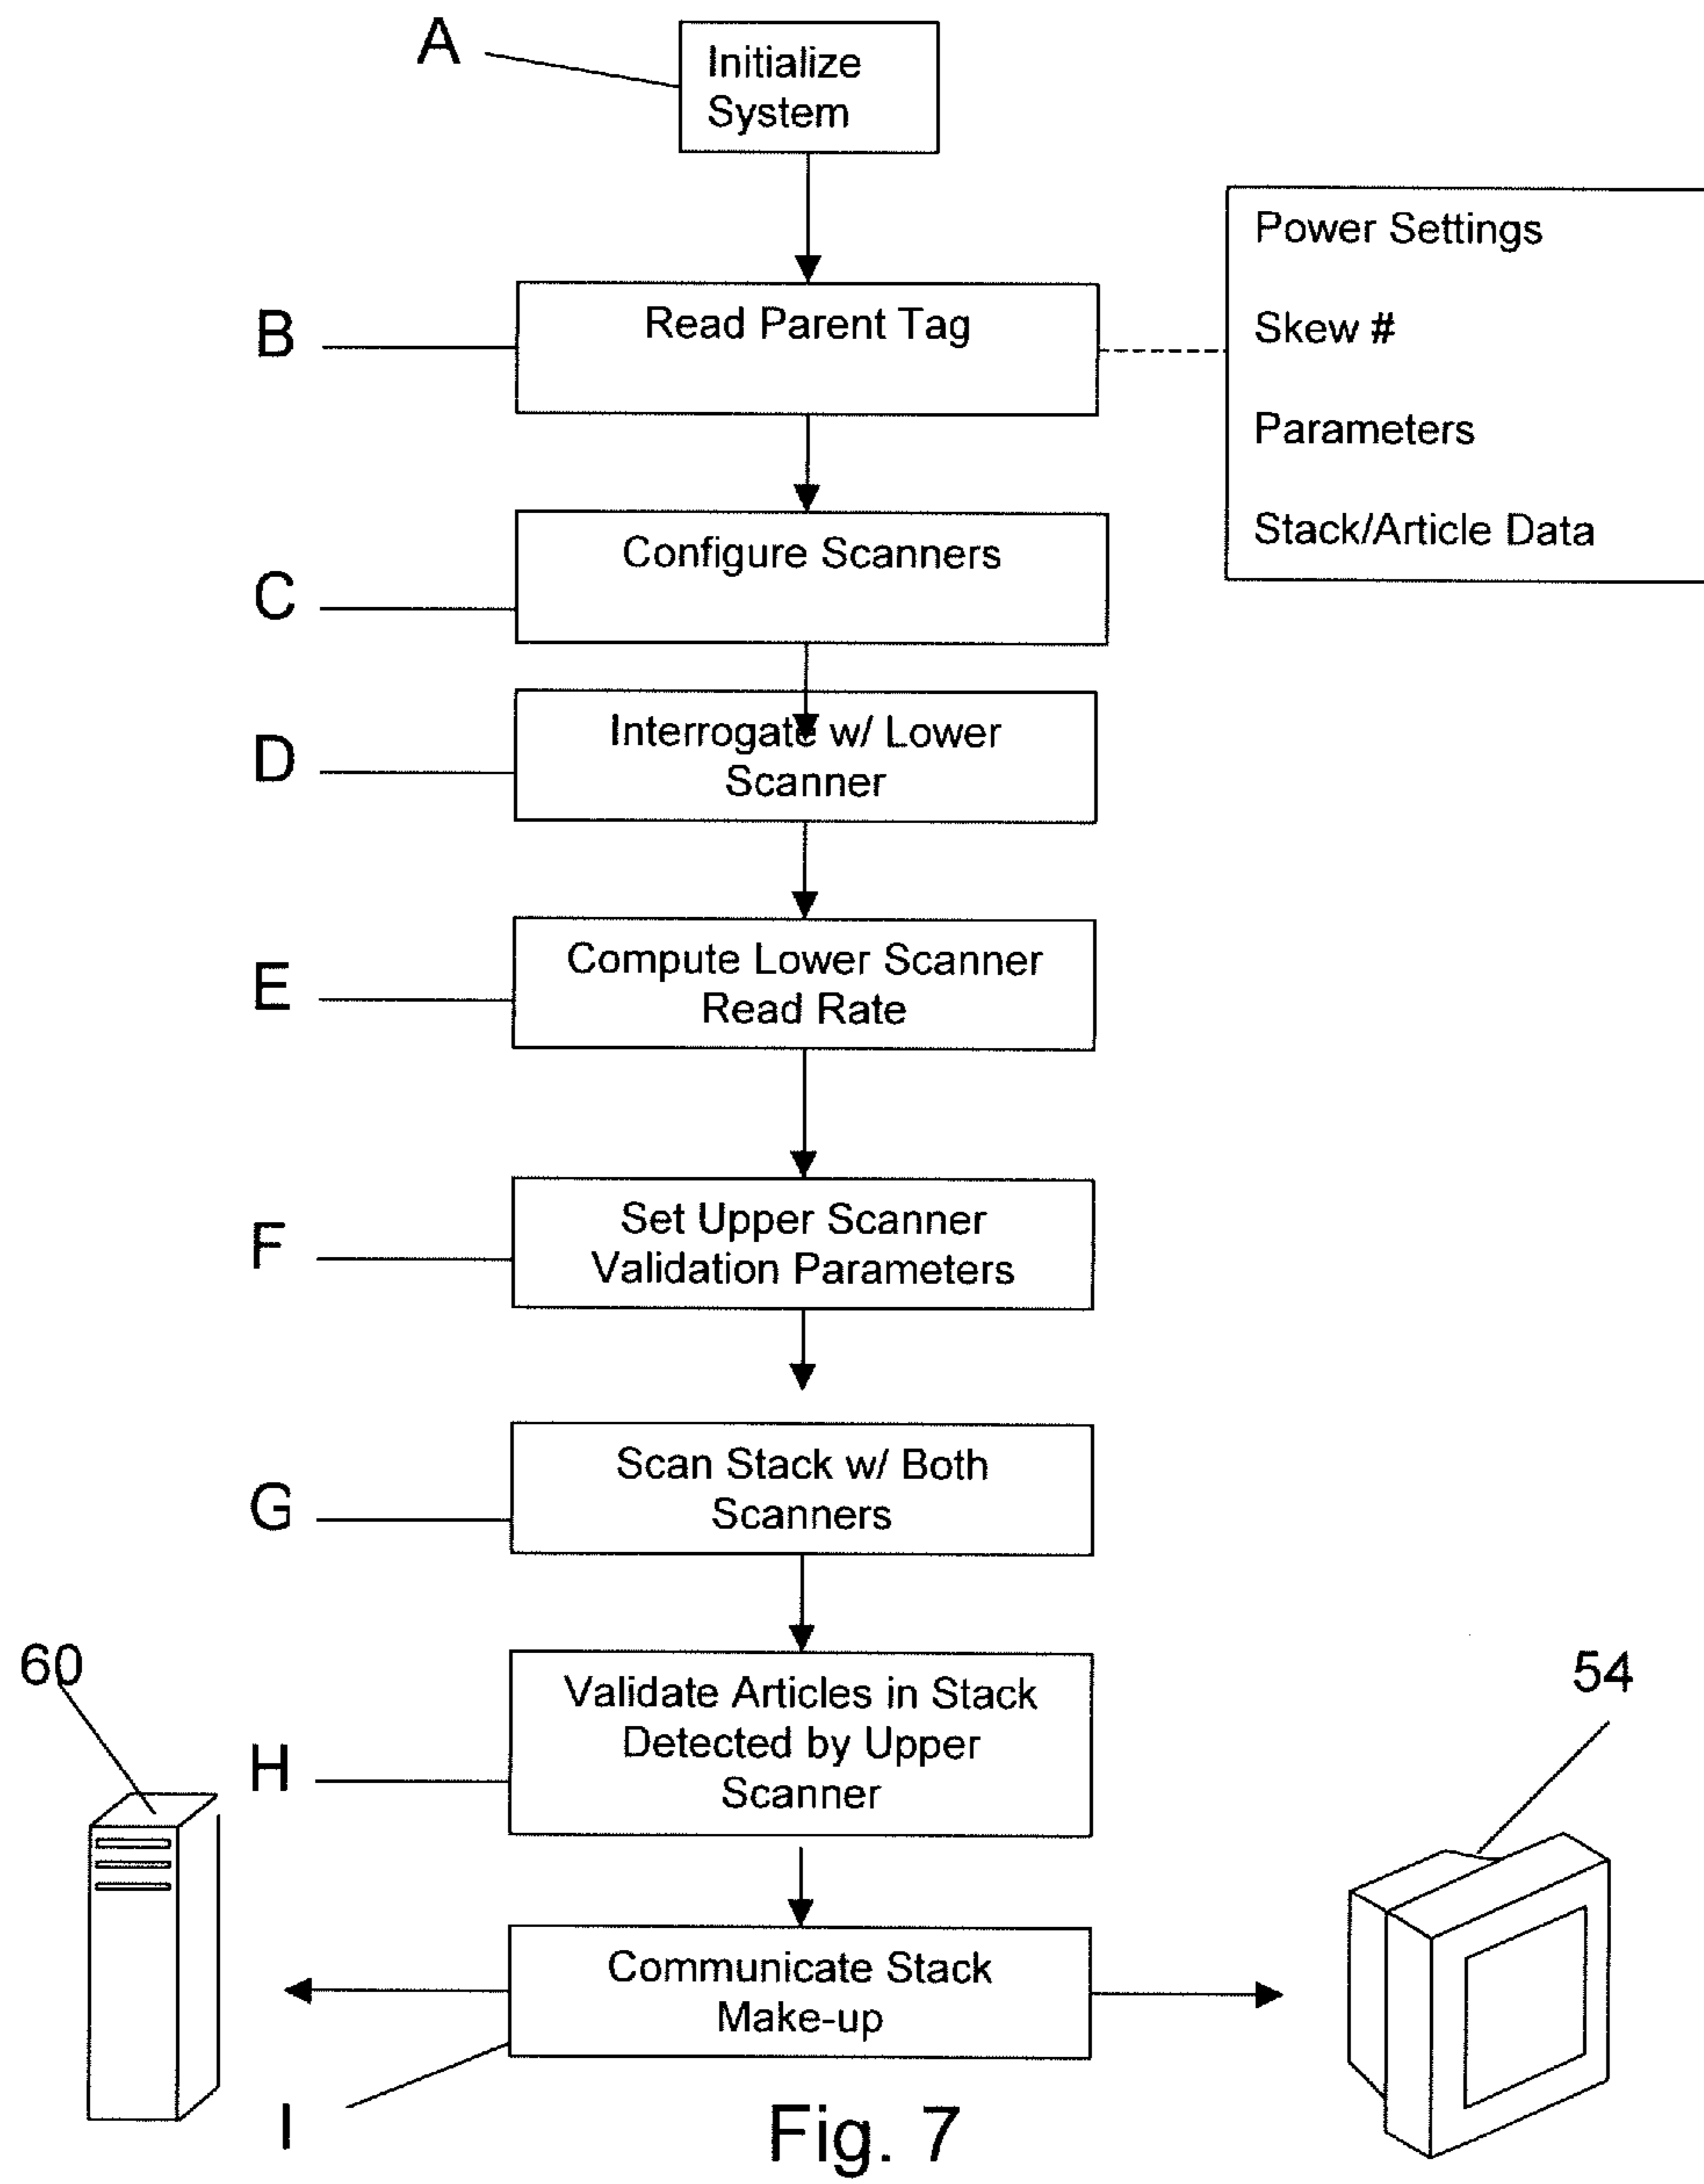 A
Initialize
System
Power Settings
Skew #
Parameters
Stack/Article Data
B
Read Parent Tag
C
Configure Scanners
D
Interrogate w/ Lower
Scanner
E
Compute Lower Scanner
Read Rate
F
Set Upper Scanner
Validation Parameters
G
Scan Stack w/ Both
Scanners
60
54
H
Validate Articles in Stack
Detected by Upper
Scanner
Communicate Stack
Make-up
I
Fig. 7